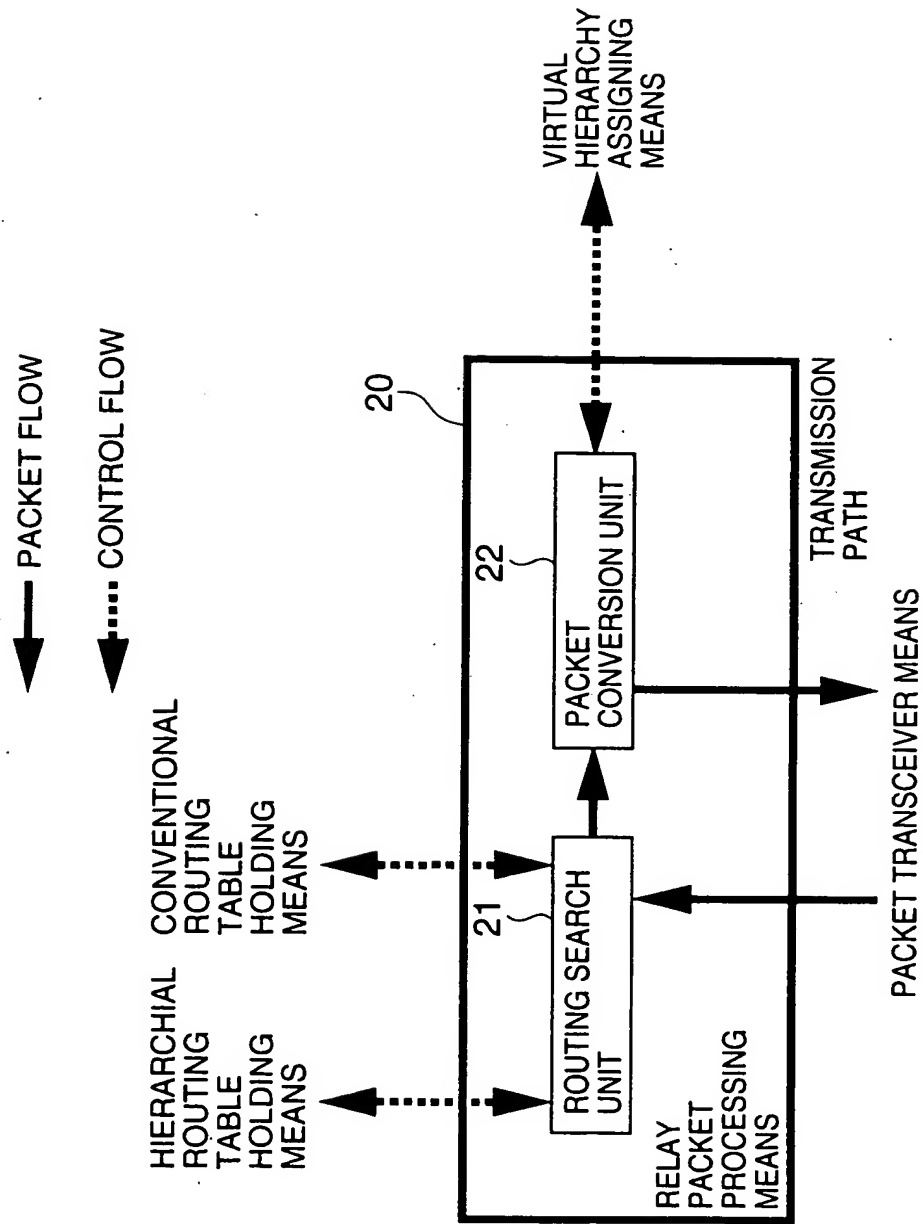 PACKET FLOW
CONTROL FLOW
HIERARCHIAL
ROUTING
TABLE
HOLDING
MEANS
CONVENTIONAL
ROUTING
TABLE
HOLDING
MEANS
VIRTUAL
HIERARCHY
ASSIGNING
MEANS
20
21
ROUTING SEARCH
UNIT
22
PACKET
CONVERSION UNIT
RELAY
PACKET
PROCESSING
MEANS
TRANSMISSION
PATH
PACKET TRANSCEIVER MEANS